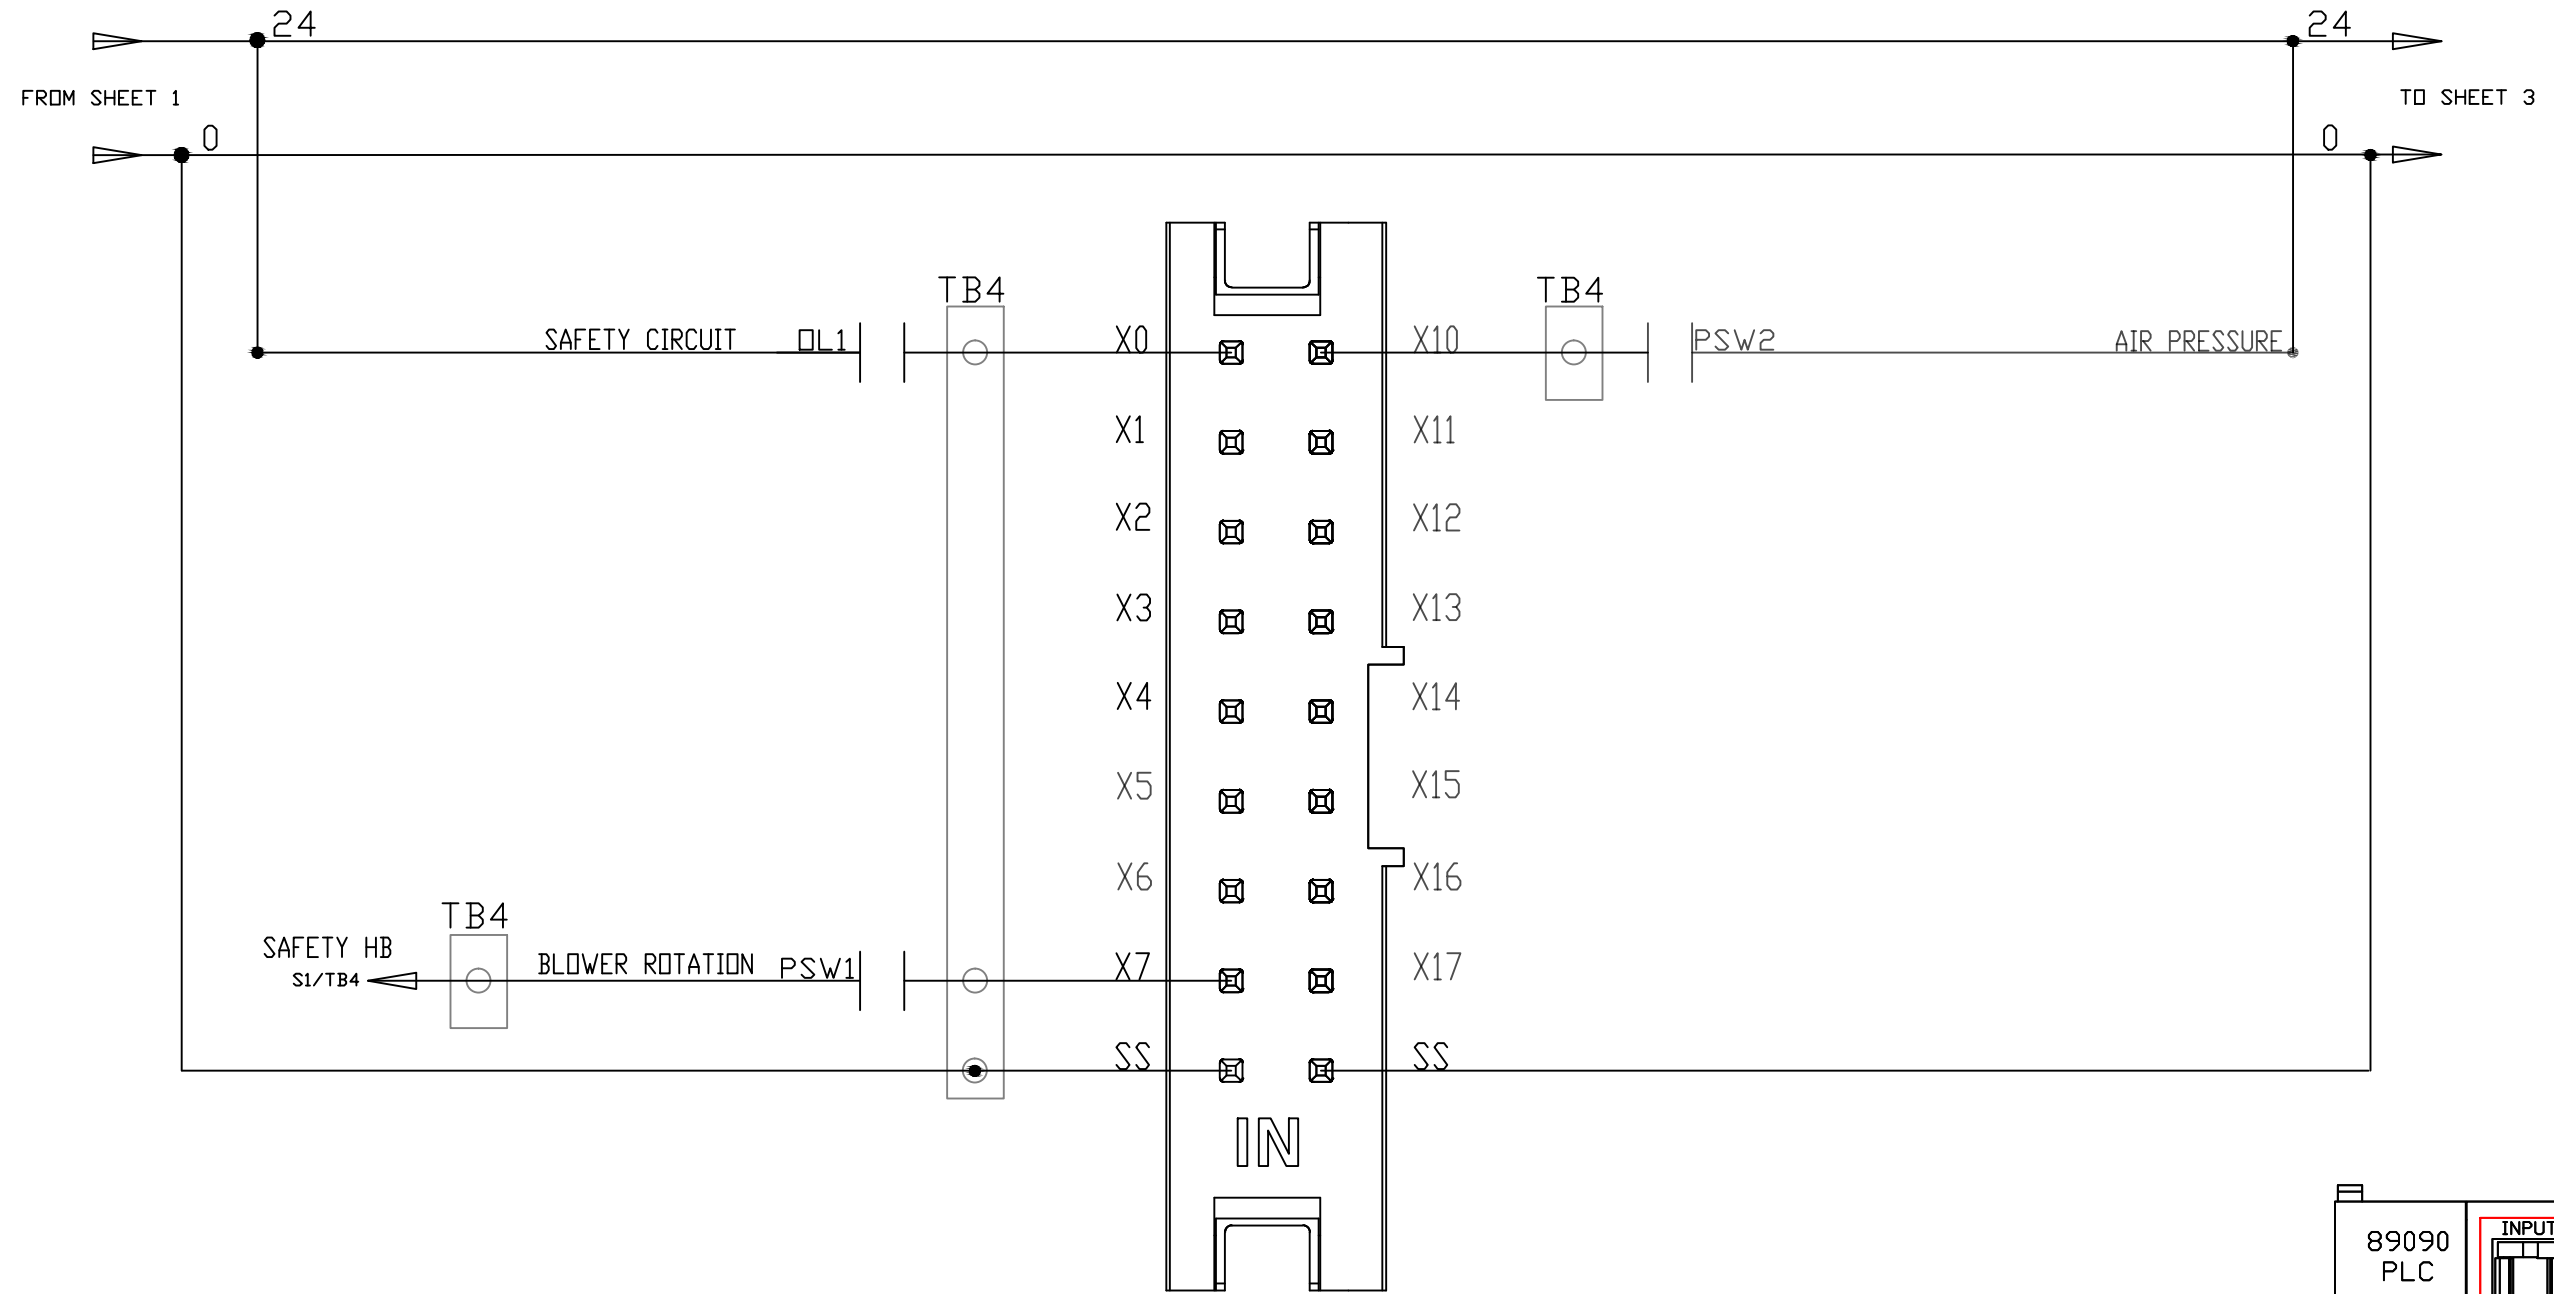 24 24
FROM SHEET 1 TO SHEET 3
0 0
TB4 TB4
SAFETY CIRCUIT OL1 X0 X10 PSW2 AIR PRESSURE
X1 X11
X2 X12
X3 X13
X4 X14
X5 X15
X6 X16
TB4
SAFETY HB BLOWER ROTATION PSW1 X7 X17
S1/TB4
SS SS
IN
INPUT
89090
PLC